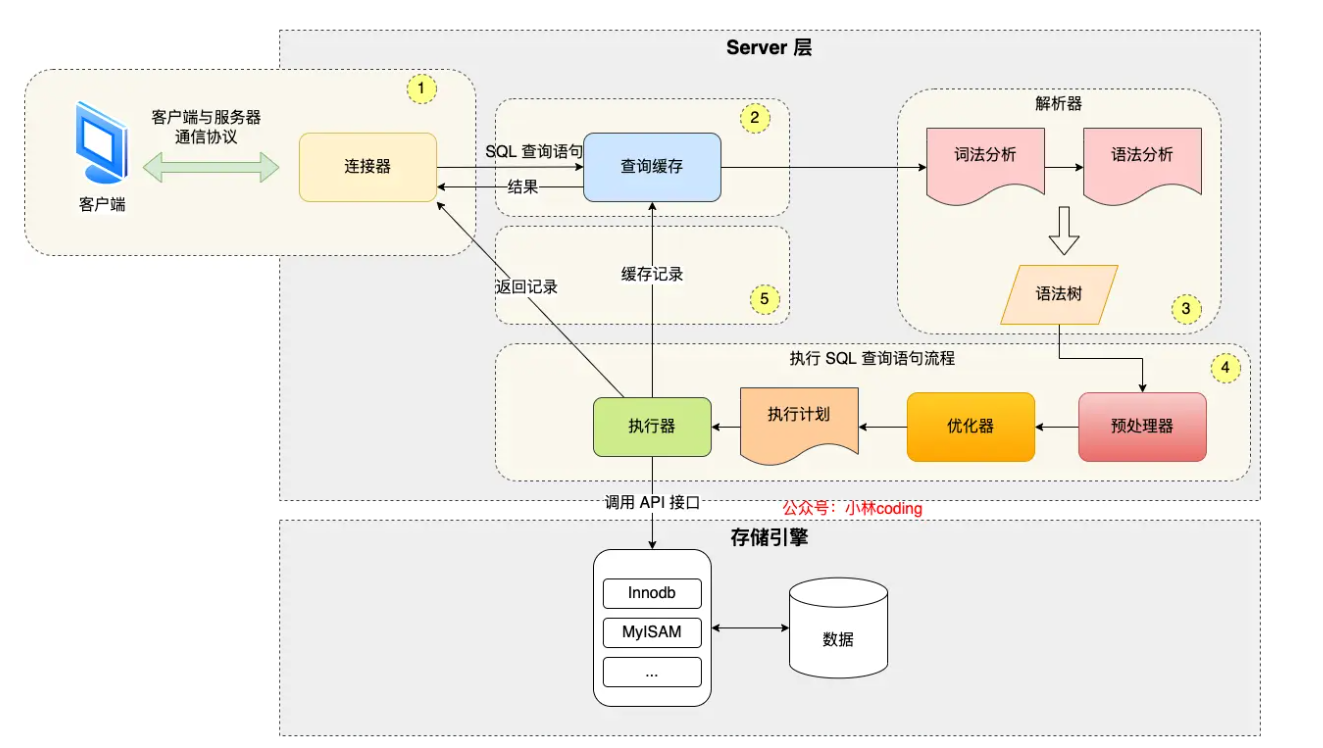 Server 层
1
客户端与服务器
通信协议
客户端
连接器
SQL 查询语句
结果
2
查询缓存
解析器
词法分析
语法分析
语法树
3
返回记录
缓存记录
5
执行 SQL 查询语句流程
4
执行器
执行计划
优化器
预处理器
调用 API 接口
公众号：小林coding
存储引擎
Innodb
MyISAM
...
数据